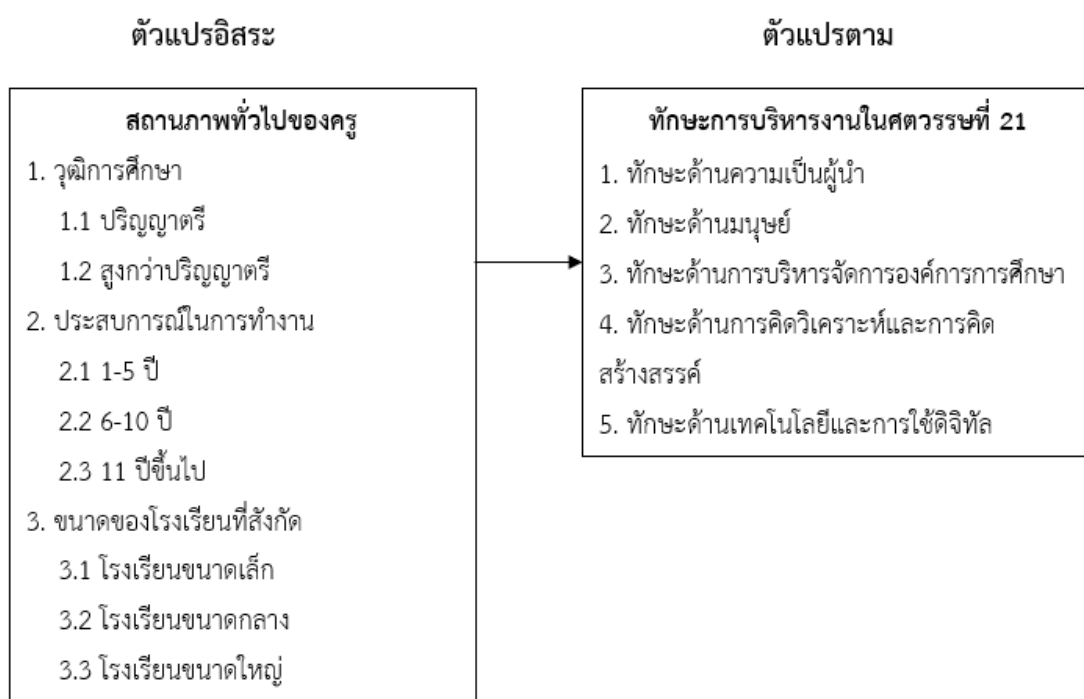 ตัวแปรอิสระ
ตัวแปรตาม
สถานภาพทั่วไปของครู
1. วุฒิการศึกษา
1.1 ปริญญาตรี
1.2 สูงกว่าปริญญาตรี
2. ประสบการณ์ในการทำงาน
2.1 1-5 ปี
2.2 6-10 ปี
2.3 11 ปีขึ้นไป
3. ขนาดของโรงเรียนที่สังกัด
3.1 โรงเรียนขนาดเล็ก
3.2 โรงเรียนขนาดกลาง
3.3 โรงเรียนขนาดใหญ่
ทักษะการบริหารงานในศตวรรษที่ 21
1. ทักษะด้านความเป็นผู้นำ
2. ทักษะด้านมนุษย์
3. ทักษะด้านการบริหารจัดการองค์การการศึกษา
4. ทักษะด้านการคิดวิเคราะห์และการคิด
สร้างสรรค์
5. ทักษะด้านเทคโนโลยีและการใช้ดิจิทัล